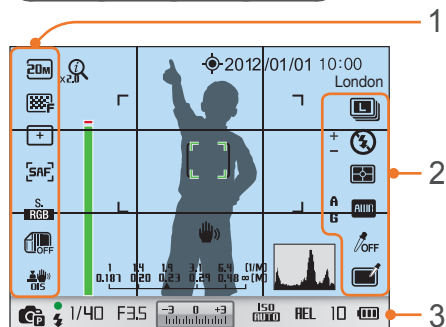 1
20M x2.0 2012/01/01 10:00
London
F
SAF
+
−
2
S.
RGB
A
G
AWB
OFF
OFF
OIS
1 1.4 1.9 3.1 6.4 (1/M)
0.187 0.20 0.23 0.29 0.48 ∞ (M)
P 1/40 F3.5 -3 0 +3 ISO AUTO AEL 10
3